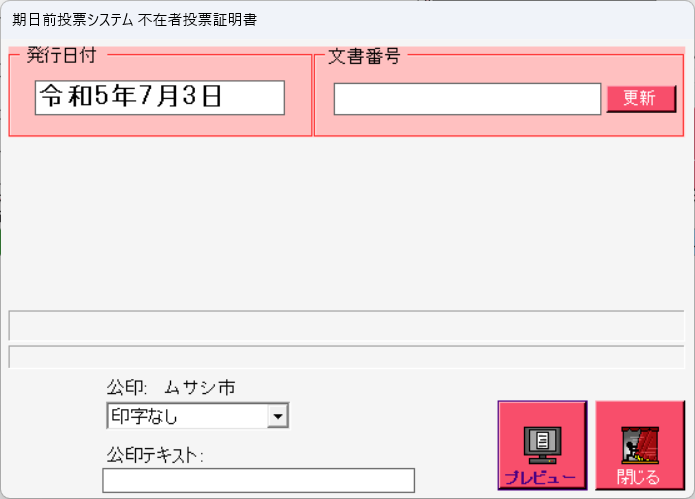 期日前投票システム 不在者投票証明書
発行日付
文書番号
令和5年7月3日
更新
公印: ムサシ市
印字なし
公印テキスト:
プレビュー
閉じる